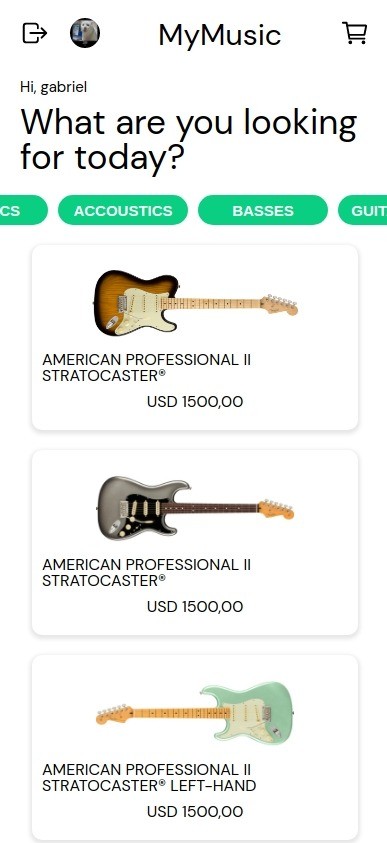 MyMusic
Hi, gabriel
What are you looking
for today?
CS
ACCOUSTICS
BASSES
GUIT
AMERICAN PROFESSIONAL II
STRATOCASTER®
USD 1500,00
AMERICAN PROFESSIONAL II
STRATOCASTER®
USD 1500,00
AMERICAN PROFESSIONAL II
STRATOCASTER® LEFT-HAND
USD 1500,00